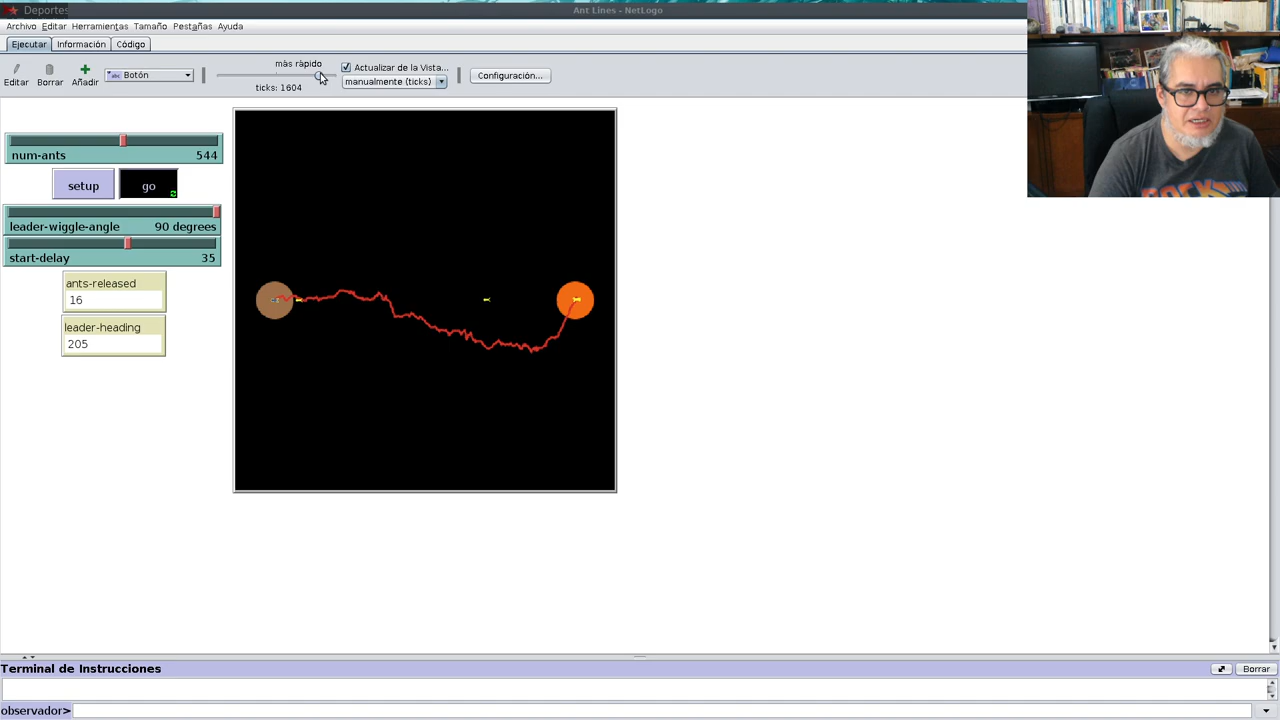 Deportes
Ant Lines - NetLogo
Archivo Editar Herramientas Tamaño Pestañas Ayuda
Ejecutar Información Código
Editar Borrar Añadir
abc Botón
más rápido
ticks: 1604
Actualizar de la Vista...
manualmente (ticks)
Configuración...
num-ants 544
setup go
leader-wiggle-angle 90 degrees
start-delay 35
ants-released
16
leader-heading
205
ROCK
Terminal de Instrucciones
Borrar
observador>